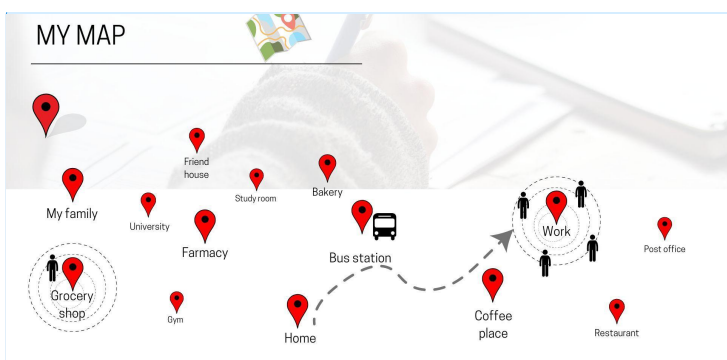 MY MAP
Friend
house
Study room
Bakery
My family
University
Farmacy
Bus station
Work
Post office
Grocery
shop
Gym
Home
Coffee
place
Restaurant